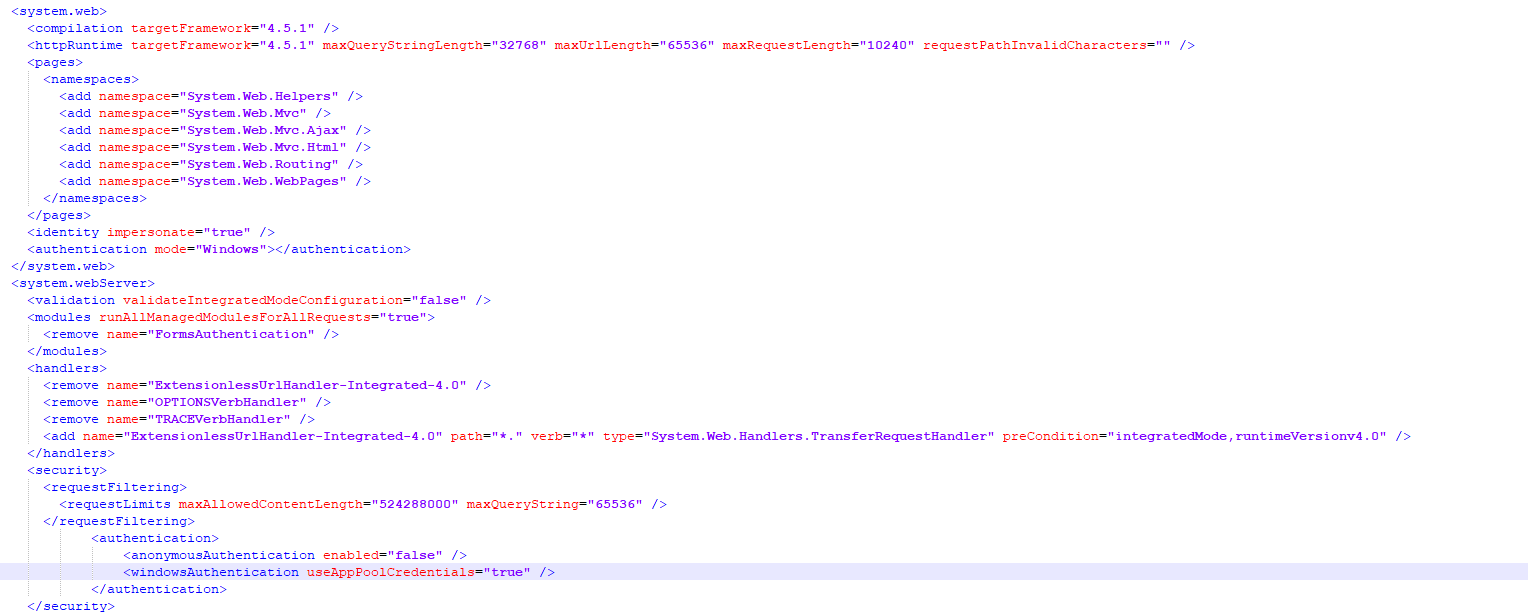 <system.web>
<compilation targetFramework="4.5.1" />
<httpRuntime targetFramework="4.5.1" maxQueryStringLength="32768" maxUrlLength="65536" maxRequestLength="10240" requestPathInvalidCharacters="" />
<pages>
<namespaces>
<add namespace="System.Web.Helpers" />
<add namespace="System.Web.Mvc" />
<add namespace="System.Web.Mvc.Ajax" />
<add namespace="System.Web.Mvc.Html" />
<add namespace="System.Web.Routing" />
<add namespace="System.Web.WebPages" />
</namespaces>
</pages>
<identity impersonate="true" />
<authentication mode="Windows"></authentication>
</system.web>
<system.webServer>
<validation validateIntegratedModeConfiguration="false" />
<modules runAllManagedModulesForAllRequests="true">
<remove name="FormsAuthentication" />
</modules>
<handlers>
<remove name="ExtensionlessUrlHandler-Integrated-4.0" />
<remove name="OPTIONSVerbHandler" />
<remove name="TRACEVerbHandler" />
<add name="ExtensionlessUrlHandler-Integrated-4.0" path="*." verb="*" type="System.Web.Handlers.TransferRequestHandler" preCondition="integratedMode,runtimeVersionv4.0" />
</handlers>
<security>
<requestFiltering>
<requestLimits maxAllowedContentLength="524288000" maxQueryString="65536" />
</requestFiltering>
<authentication>
<anonymousAuthentication enabled="false" />
<windowsAuthentication useAppPoolCredentials="true" />
</authentication>
</security>